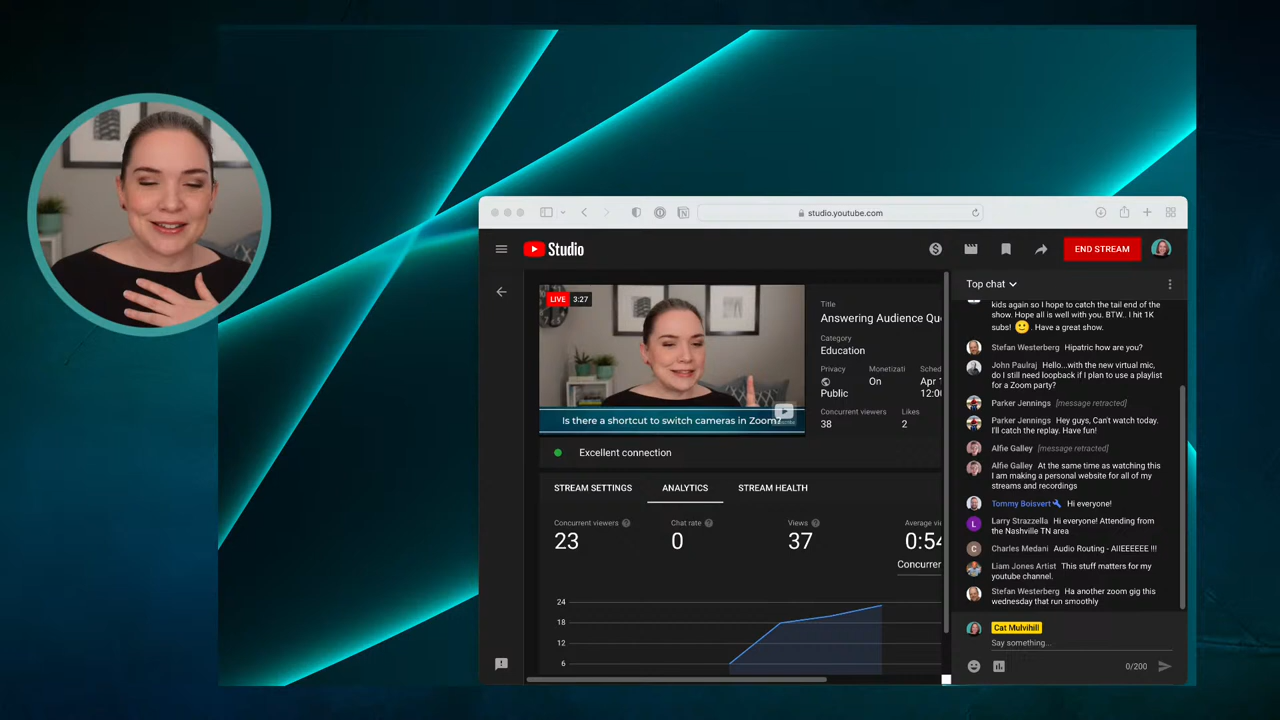 studio.youtube.com
Studio
END STREAM
LIVE 3:27
Is there a shortcut to switch cameras in Zoom?
Title
Answering Audience Qu
Category
Education
Privacy
Monetizati
Sched
Public
On
Apr 1
12:00
Concurrent viewers
Likes
38
2
Excellent connection
STREAM SETTINGS
ANALYTICS
STREAM HEALTH
Concurrent viewers
Chat rate
Views
Average vie
23
0
37
0:54
Concurren
24
18
12
6
Top chat
kids again so I hope to catch the tail end of the
show. Hope all is well with you. BTW.. I hit 1K
subs! 🙂 . Have a great show.
Stefan Westerberg Hipatric how are you?
John Paulraj Hello...with the new virtual mic,
do I still need loopback if I plan to use a playlist
for a Zoom party?
Parker Jennings [message retracted]
Parker Jennings Hey guys, Can't watch today.
I'll catch the replay. Have fun!
Alfie Galley [message retracted]
Alfie Galley At the same time as watching this
I am making a personal website for all of my
streams and recordings
Tommy Boisvert Hi everyone!
L
Larry Strazzella Hi everyone! Attending from
the Nashville TN area
C
Charles Medani Audio Routing - AIIEEEEEE !!!
Liam Jones Artist This stuff matters for my
youtube channel.
Stefan Westerberg Ha another zoom gig this
wednesday that run smoothly
Cat Mulvihill
Say something...
0/200